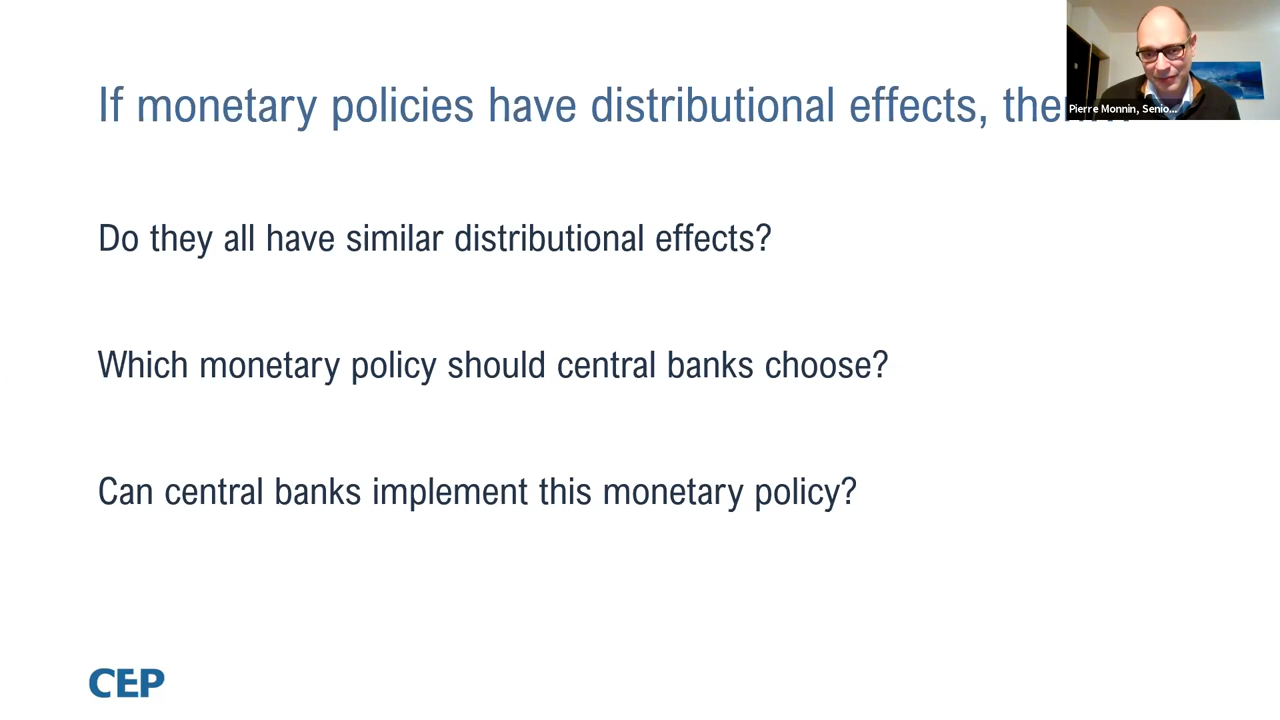 If monetary policies have distributional effects, the
Pierre Monnin, Senio...
Do they all have similar distributional effects?
Which monetary policy should central banks choose?
Can central banks implement this monetary policy?
CEP